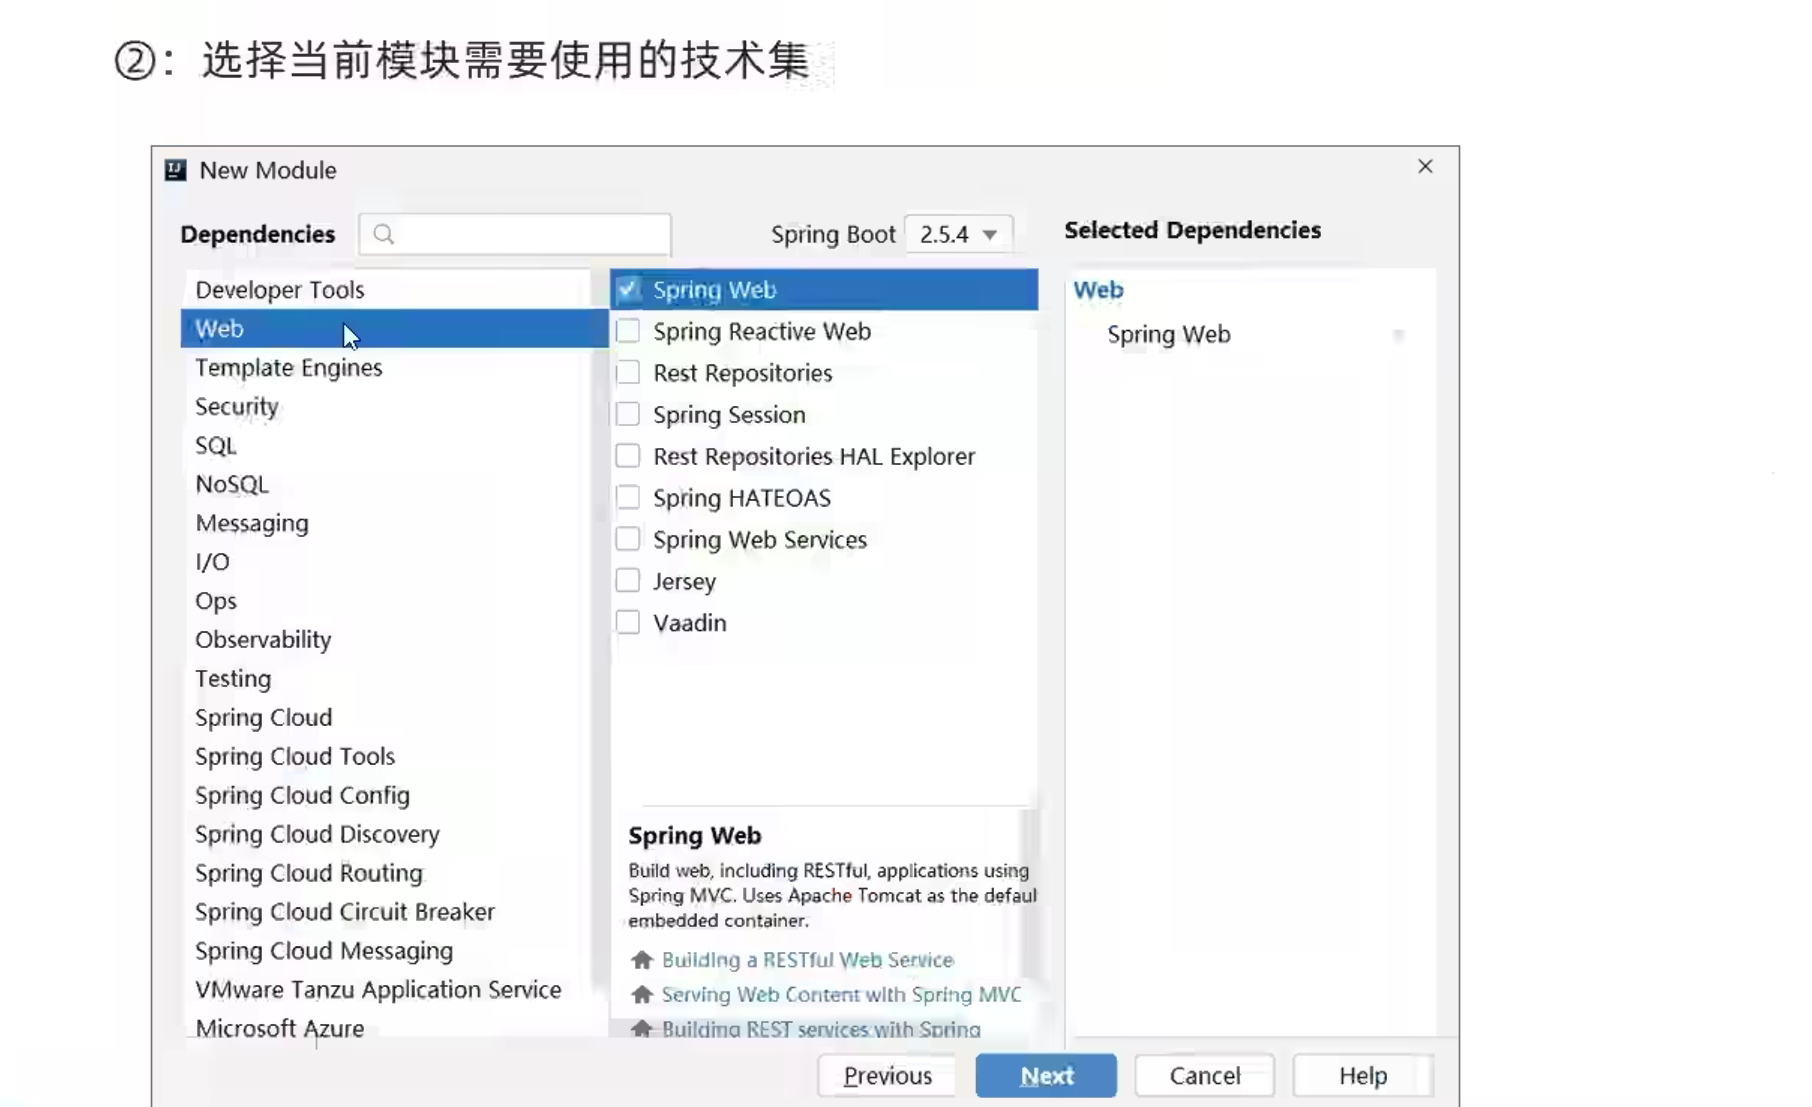 ②：选择当前模块需要使用的技术集
New Module
Dependencies
Spring Boot 2.5.4
Selected Dependencies
Developer Tools
Web
Template Engines
Security
SQL
NoSQL
Messaging
I/O
Ops
Observability
Testing
Spring Cloud
Spring Cloud Tools
Spring Cloud Config
Spring Cloud Discovery
Spring Cloud Routing
Spring Cloud Circuit Breaker
Spring Cloud Messaging
VMware Tanzu Application Service
Microsoft Azure
Spring Web
Spring Reactive Web
Rest Repositories
Spring Session
Rest Repositories HAL Explorer
Spring HATEOAS
Spring Web Services
Jersey
Vaadin
Spring Web
Build web, including RESTful, applications using
Spring MVC. Uses Apache Tomcat as the defaul
embedded container.
Building a RESTful Web Service
Serving Web Content with Spring MVC
Building REST services with Spring
Web
Spring Web
Previous
Next
Cancel
Help